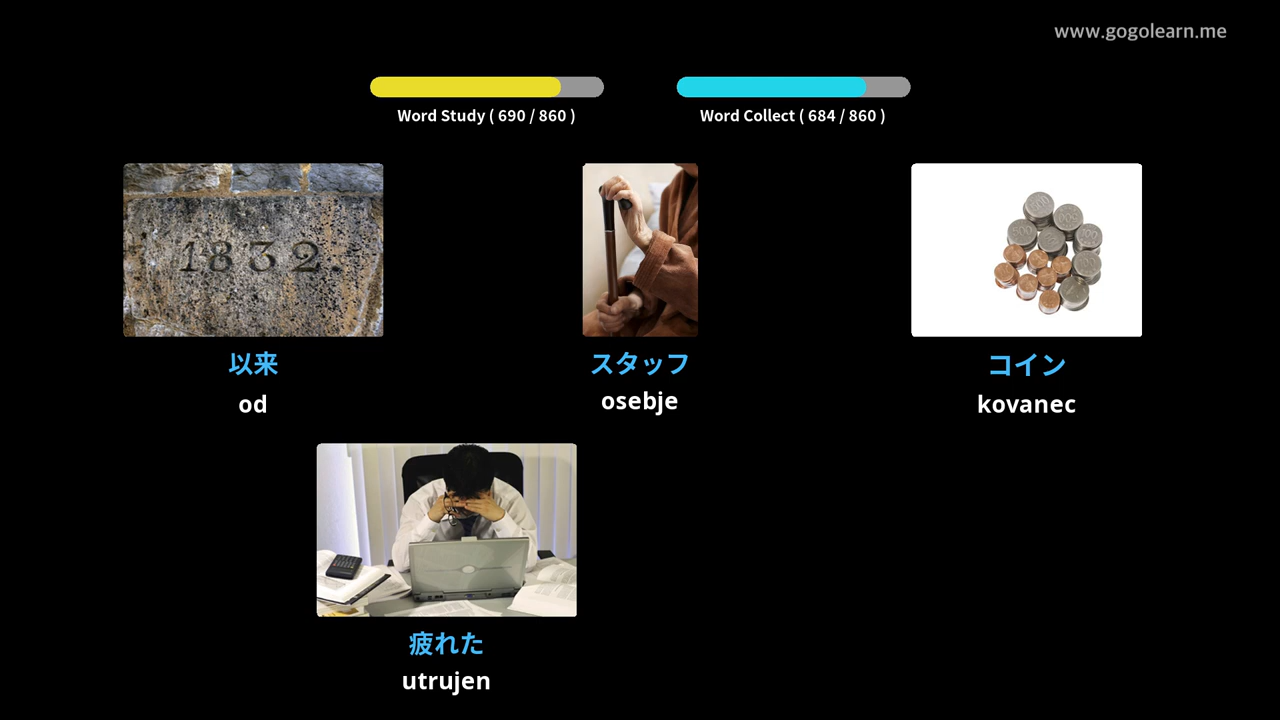 www.gogolearn.me
Word Study ( 690 / 860 )
Word Collect ( 684 / 860 )
1832.
以来
od
スタッフ
osebje
コイン
kovanec
疲れた
utrujen